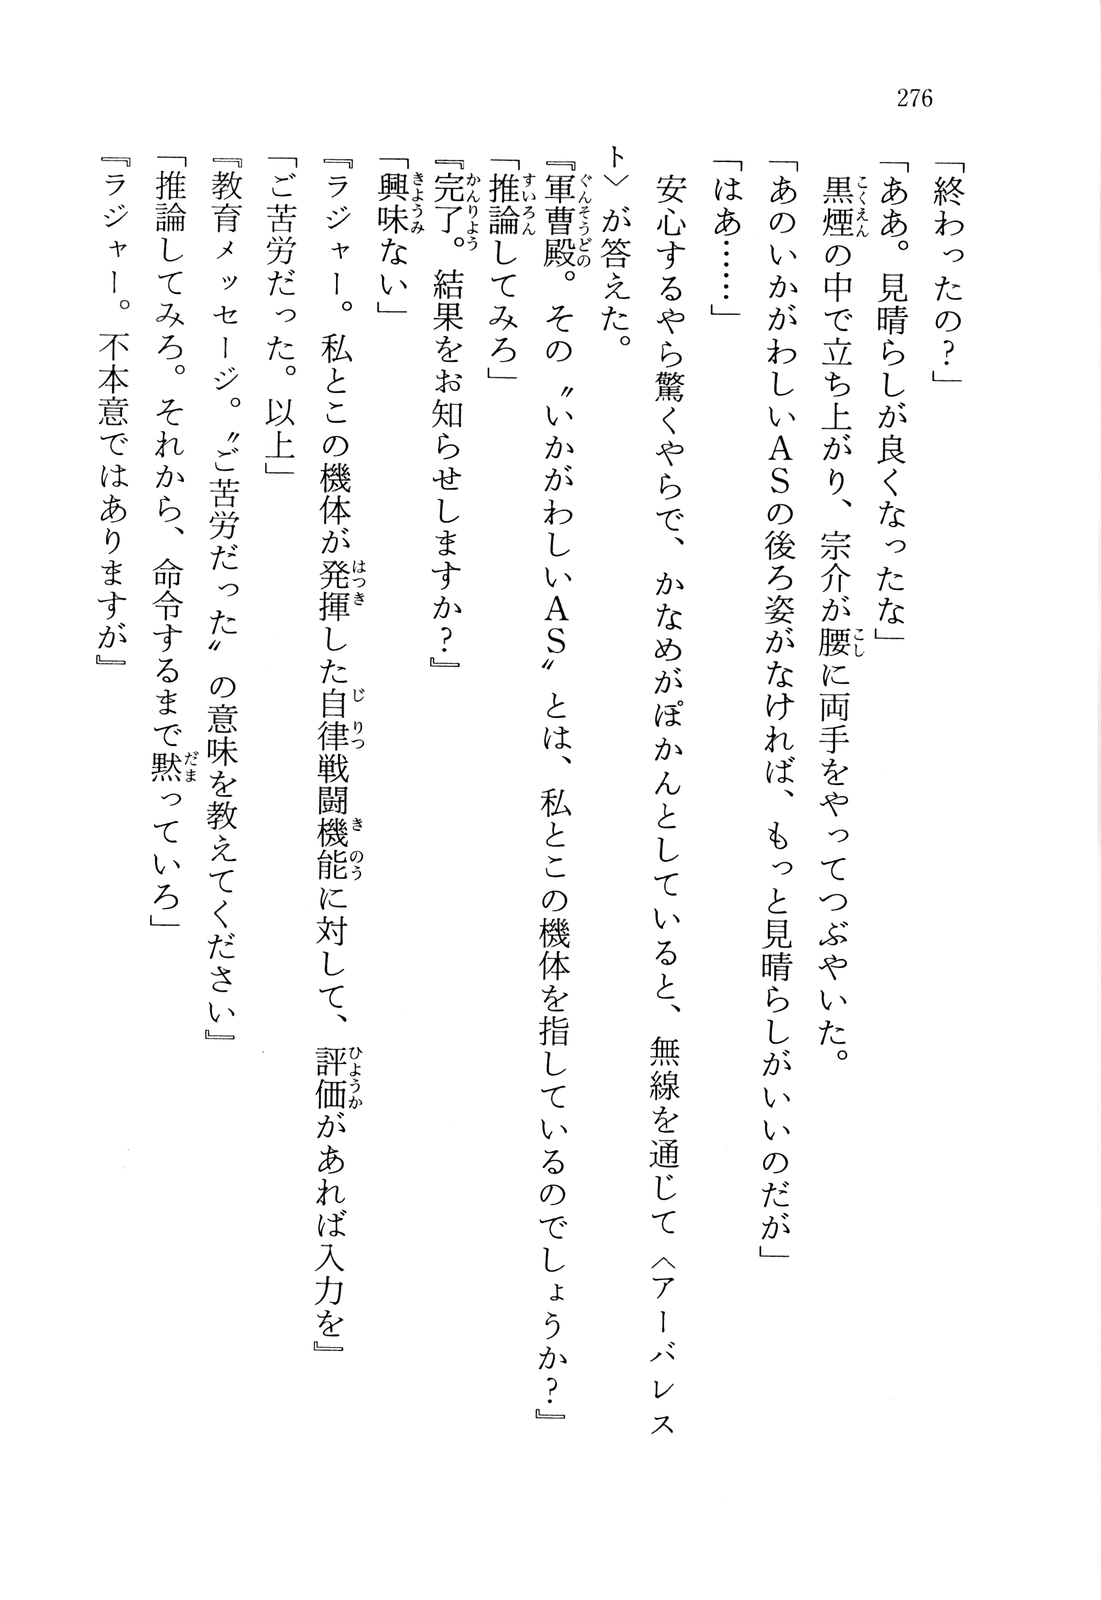 276
「終わったの?」
「ああ。見晴らしが良くなったな」
黒煙の中で立ち上がり、宗介が腰に両手をやってつぶやいた。
「あのいかがわしいASの後ろ姿がなければ、もっと見晴らしがいいのだが」
「はあ……」
安心するやら驚くやらで、かなめがぽかんとしていると、無線を通じて〈アーバレス
ト〉が答えた。
『軍曹殿。その〝いかがわしいAS〟とは、私とこの機体を指しているのでしょうか?』
「推論してみろ」
『完了。結果をお知らせしますか?』
「興味ない」
『ラジャー。私とこの機体が発揮した自律戦闘機能に対して、評価があれば入力を』
「ご苦労だった。以上」
『教育メッセージ。〝ご苦労だった〟の意味を教えてください』
「推論してみろ。それから、命令するまで黙っていろ」
『ラジャー。不本意ではありますが』